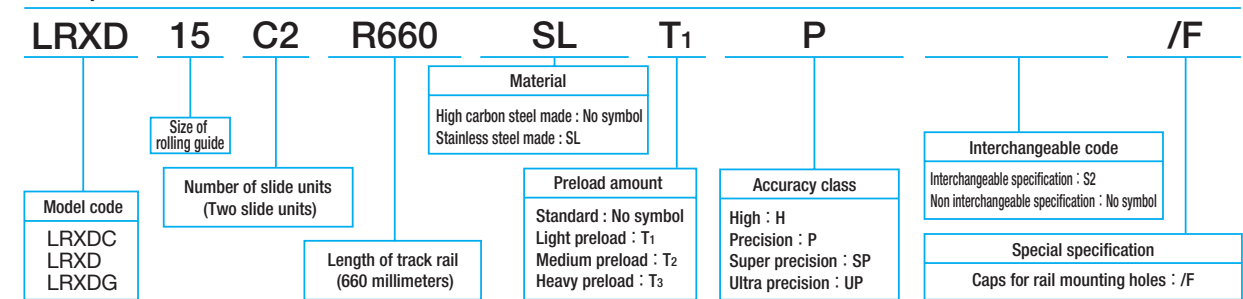 LRXD 15 C2 R660 SL T1 P /F
Material
High carbon steel made : No symbol
Stainless steel made : SL
Size of
rolling guide
Interchangeable code
Interchangeable specification : S2
Non interchangeable specification : No symbol
Number of slide units
(Two slide units)
Preload amount
Standard : No symbol
Light preload : T1
Medium preload : T2
Heavy preload : T3
Accuracy class
High : H
Precision : P
Super precision : SP
Ultra precision : UP
Model code
LRXDC
LRXD
LRXDG
Length of track rail
(660 millimeters)
Special specification
Caps for rail mounting holes : /F